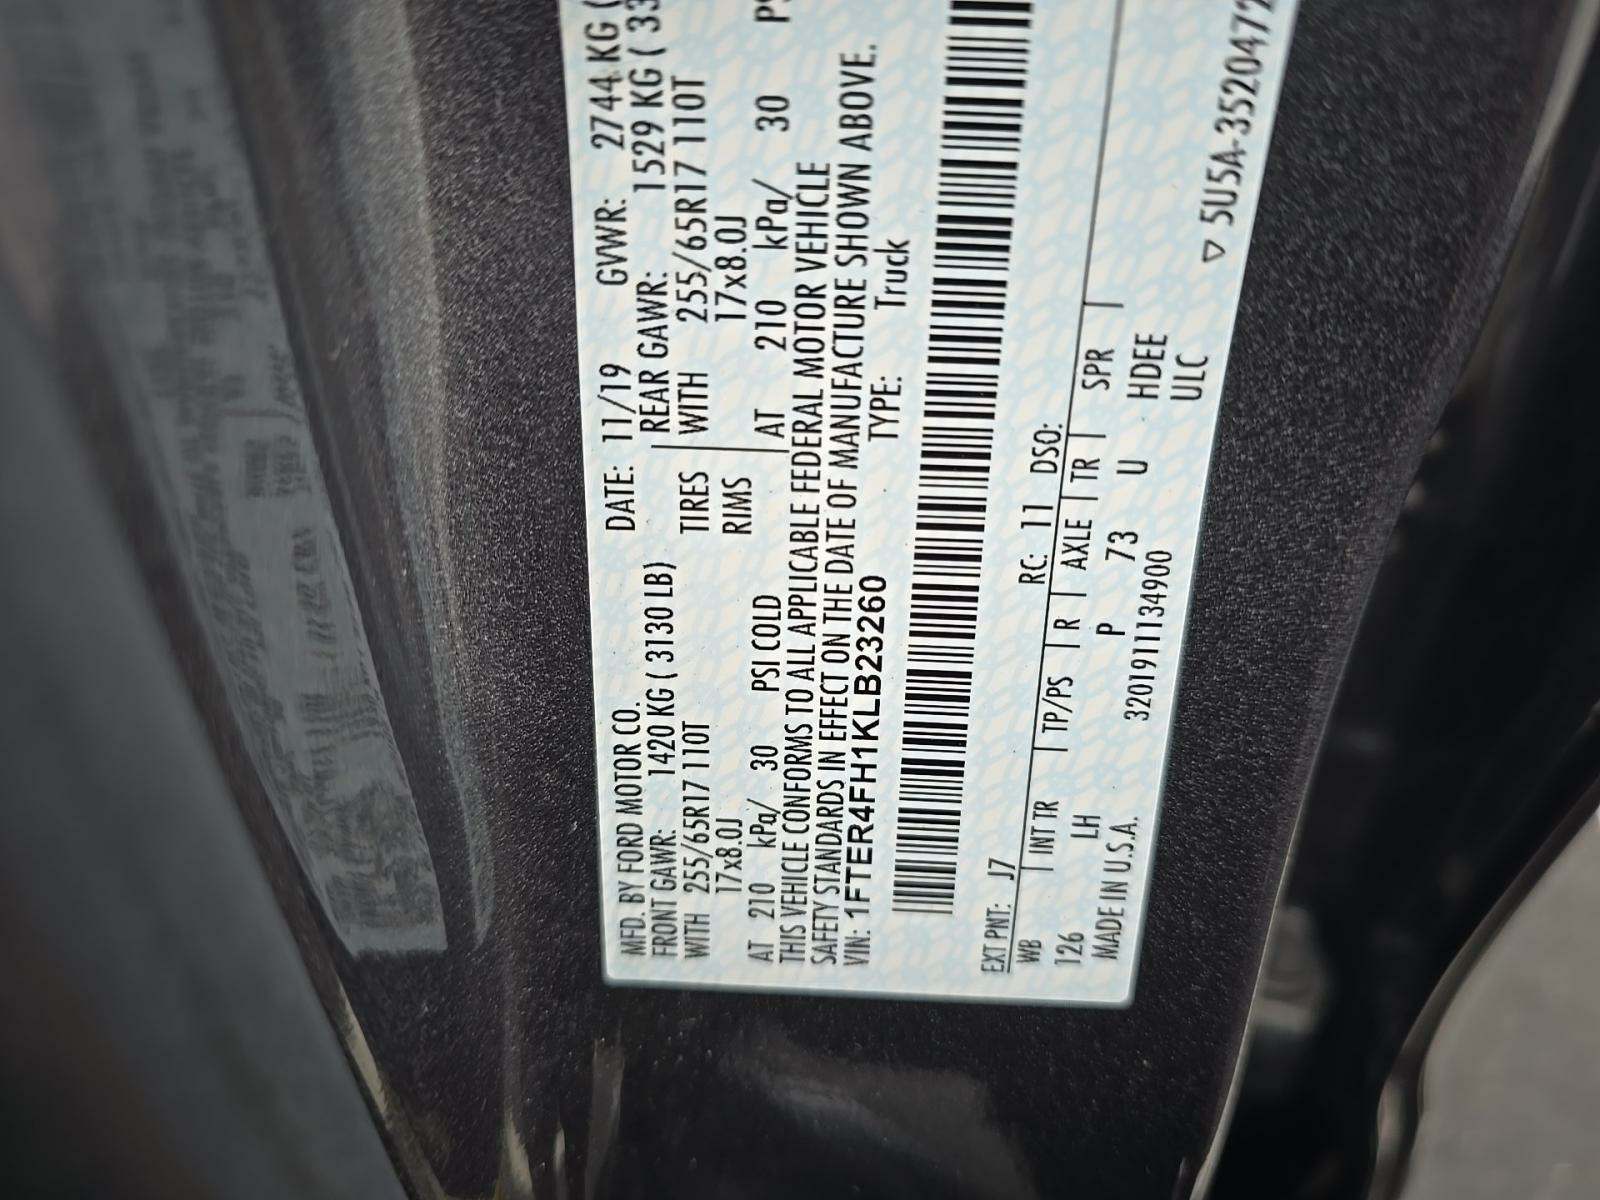 MFD. BY FORD MOTOR CO. DATE: 11/19 GVWR: 2744 KG (
FRONT GAWR: 1420 KG ( 3130 LB) REAR GAWR: 1529 KG ( 33
WITH 255/65R17 110T TIRES WITH 255/65R17 110T
17x8.0J RIMS 17x8.0J
AT 210 kPa/ 30 PSI COLD AT 210 kPa/ 30 PS
THIS VEHICLE CONFORMS TO ALL APPLICABLE FEDERAL MOTOR VEHICLE
SAFETY STANDARDS IN EFFECT ON THE DATE OF MANUFACTURE SHOWN ABOVE.
VIN: 1FTER4FH1KLB23260 TYPE: Truck
EXT PNT: J7 RC: 11 DSO:
WB | INT TR | TP/PS | R | AXLE | TR | SPR |
126 LH P 73 U HDEE
MADE IN U.S.A. 32019111134900 ULC
▽ 5U5A-3520472